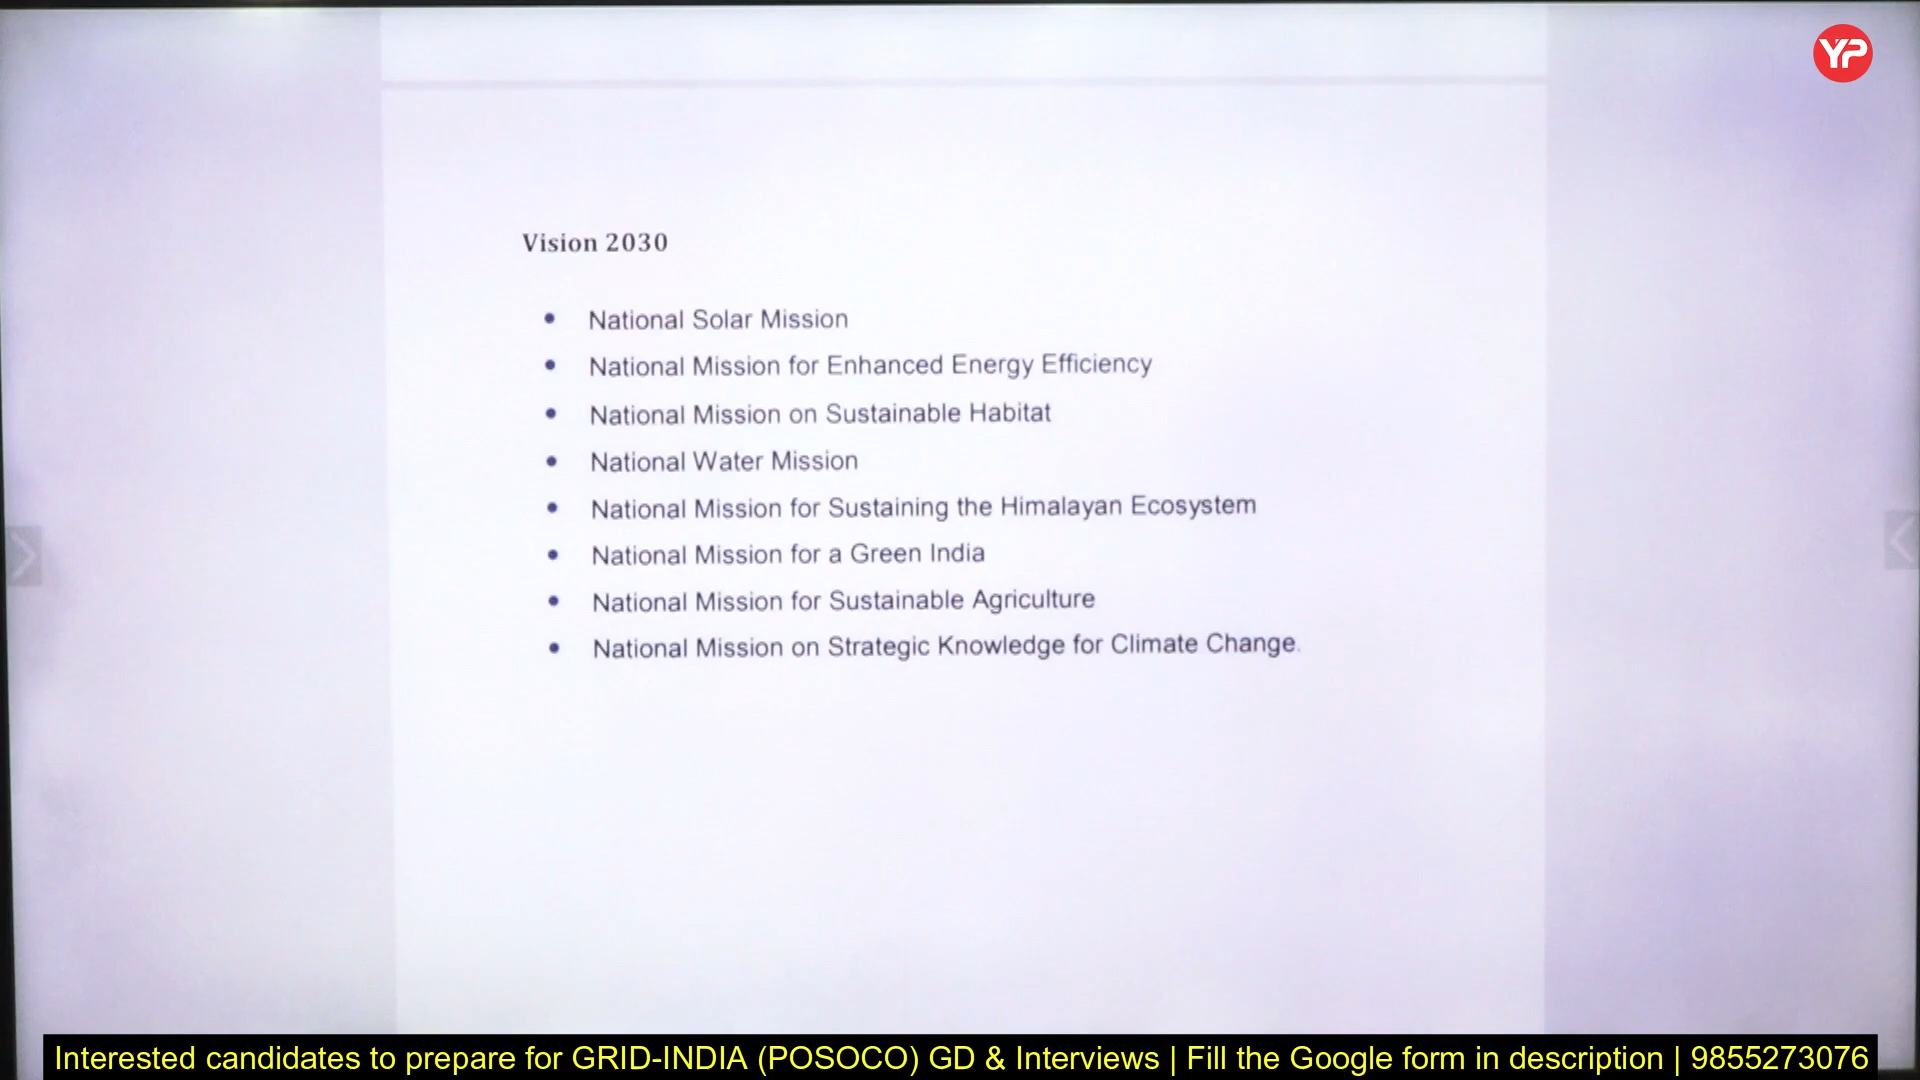 YP
Vision 2030
• National Solar Mission
• National Mission for Enhanced Energy Efficiency
• National Mission on Sustainable Habitat
• National Water Mission
• National Mission for Sustaining the Himalayan Ecosystem
• National Mission for a Green India
• National Mission for Sustainable Agriculture
• National Mission on Strategic Knowledge for Climate Change.
Interested candidates to prepare for GRID-INDIA (POSOCO) GD & Interviews | Fill the Google form in description | 9855273076